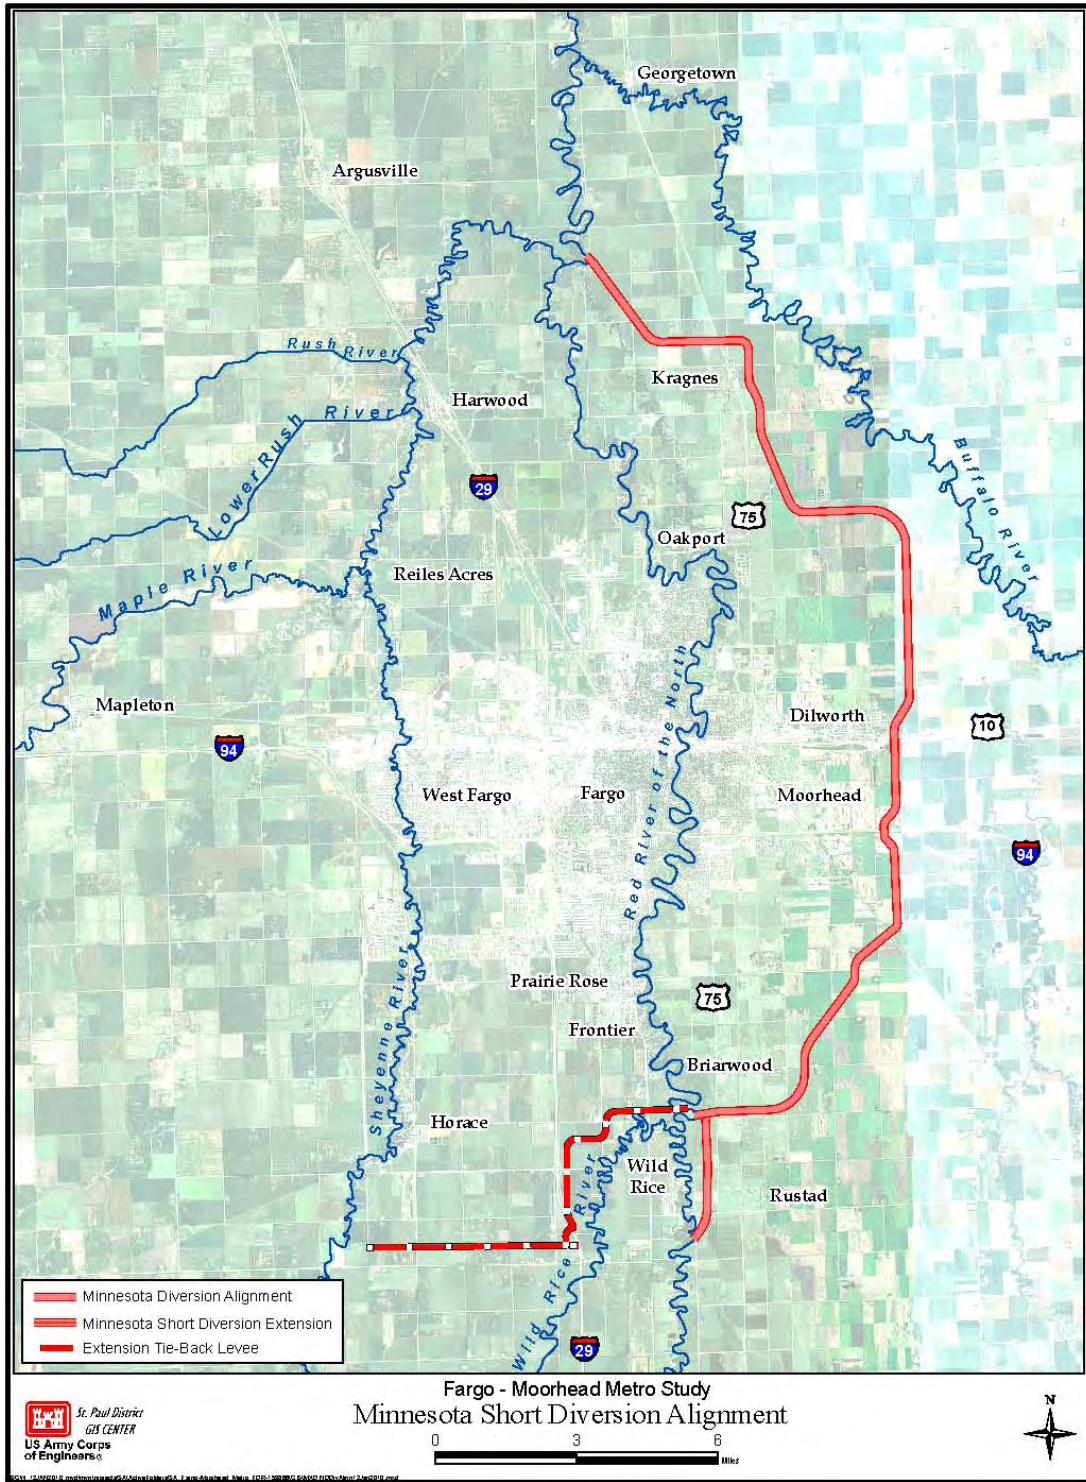 Georgetown
Argusville
Rush River
Kragnes
Harwood
Lower Rush River
Buffalo River
29
75
Oakport
Reiles Acres
Maple River
Mapleton
Dilworth
10
94
West Fargo
Fargo
Moorhead
Red River of the North
94
Prairie Rose
75
Sheyenne River
Frontier
Briarwood
Horace
Wild
Rice
Rustad
Wild Rice River
29
Minnesota Diversion Alignment
Minnesota Short Diversion Extension
Extension Tie-Back Levee
Fargo - Moorhead Metro Study
Minnesota Short Diversion Alignment
St. Paul District
GIS CENTER
US Army Corps
of Engineers®
0 3 6
Miles
N